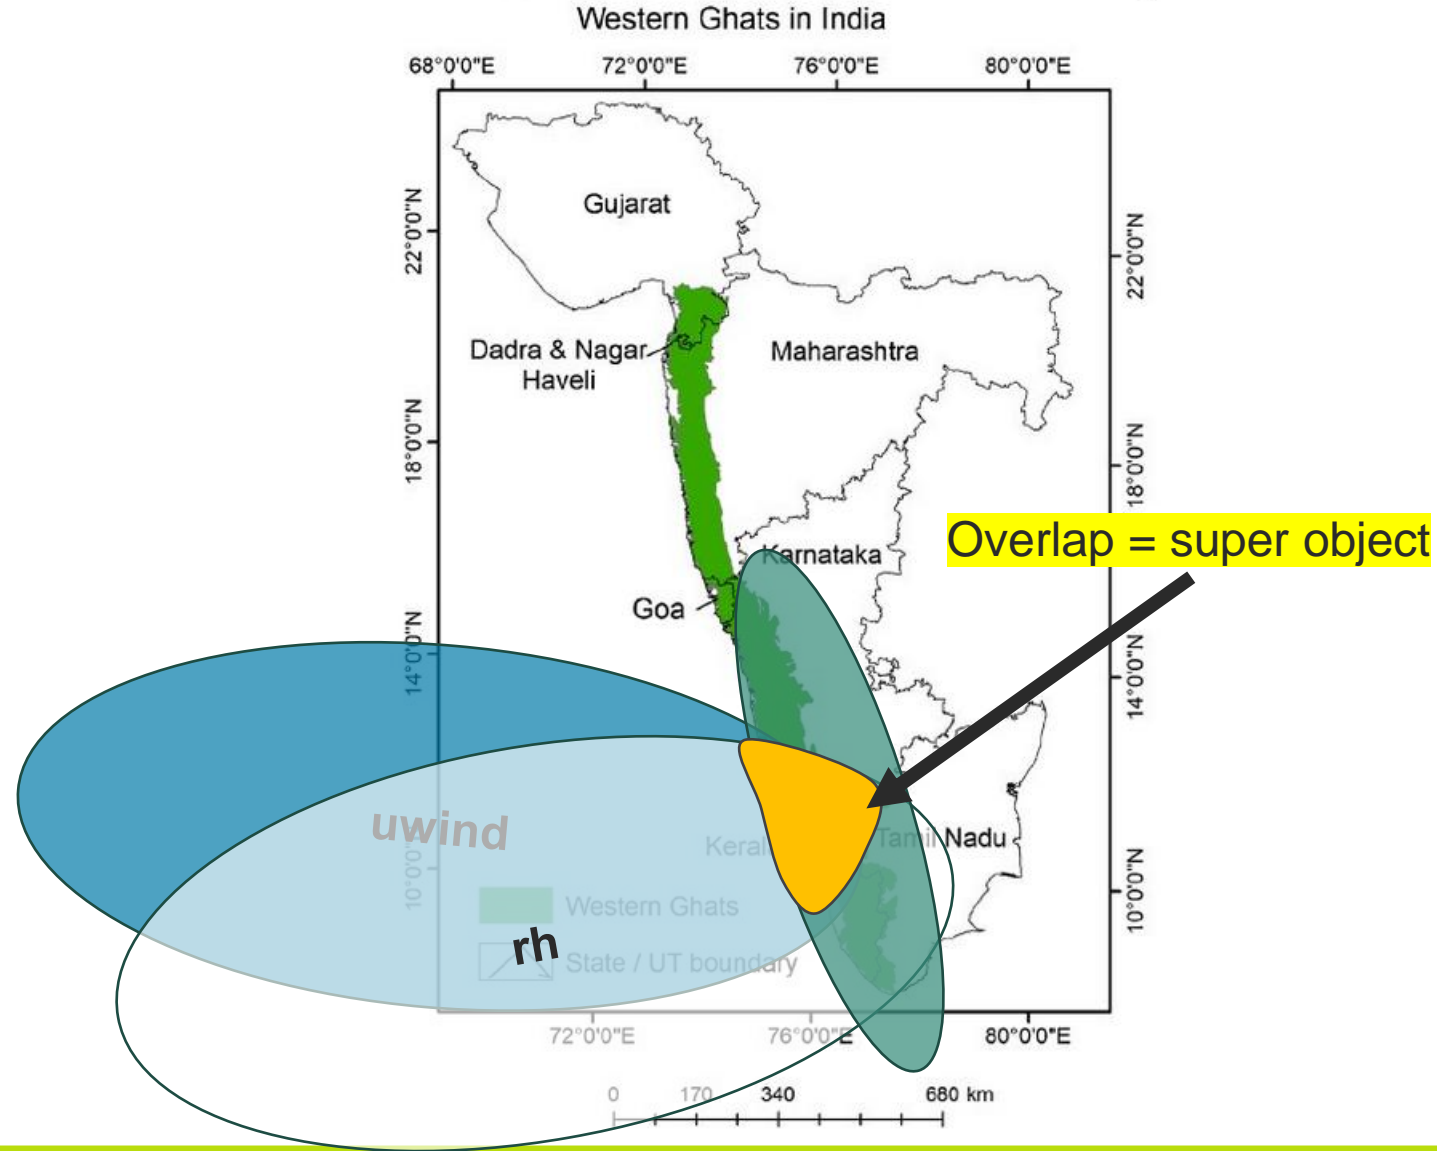 Western Ghats in India
68°0'0"E 72°0'0"E 76°0'0"E 80°0'0"E
Gujarat
22°0'0"N
22°0'0"N
Dadra & Nagar
Haveli
Maharashtra
18°0'0"N
18°0'0"N
Overlap = super object
Karnataka
Goa
14°0'0"N
14°0'0"N
uwind
Tamil Nadu
Keral
10°0'0"N
10°0'0"N
Western Ghats
rh
State / UT boundary
72°0'0"E 76°0'0"E 80°0'0"E
0 170 340 680 km